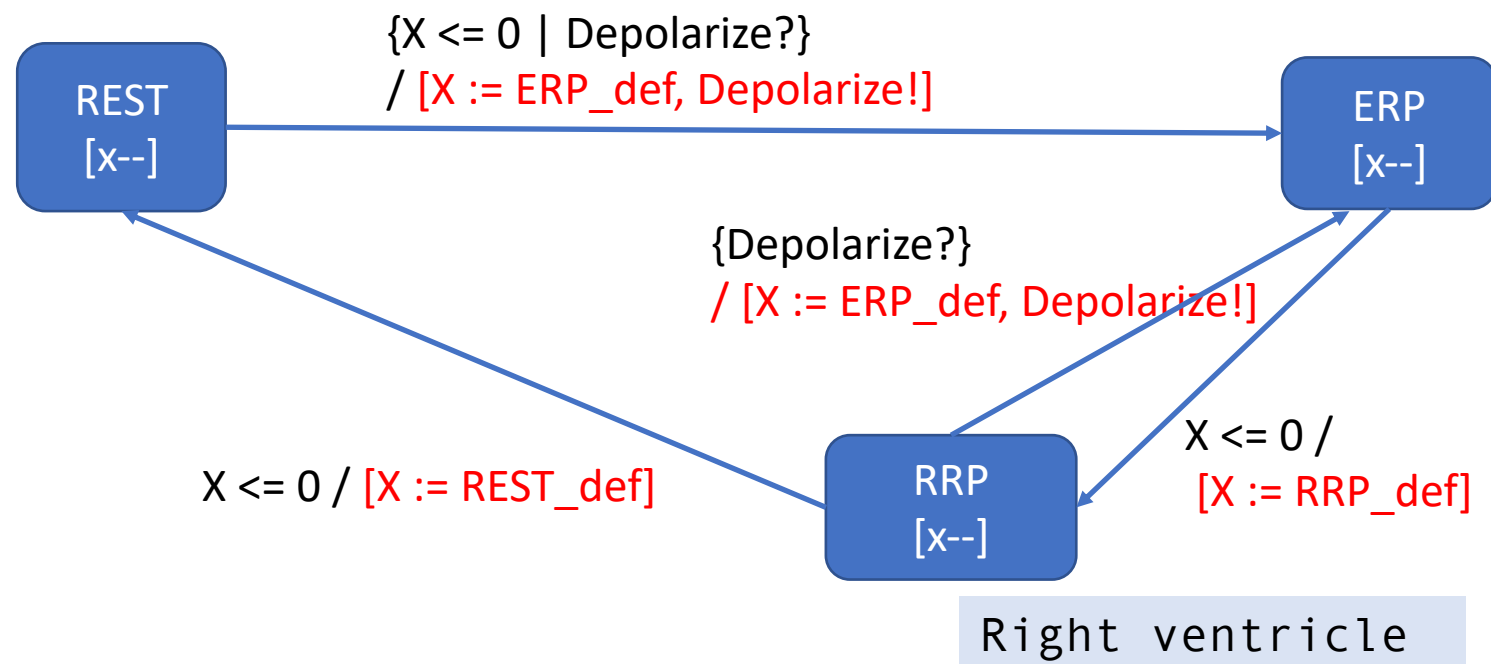 {X <= 0 | Depolarize?}
/ [X := ERP_def, Depolarize!]
REST
[x--]
ERP
[x--]
{Depolarize?}
/ [X := ERP_def, Depolarize!]
X <= 0 /
[X := RRP_def]
X <= 0 / [X := REST_def]
RRP
[x--]
Right ventricle